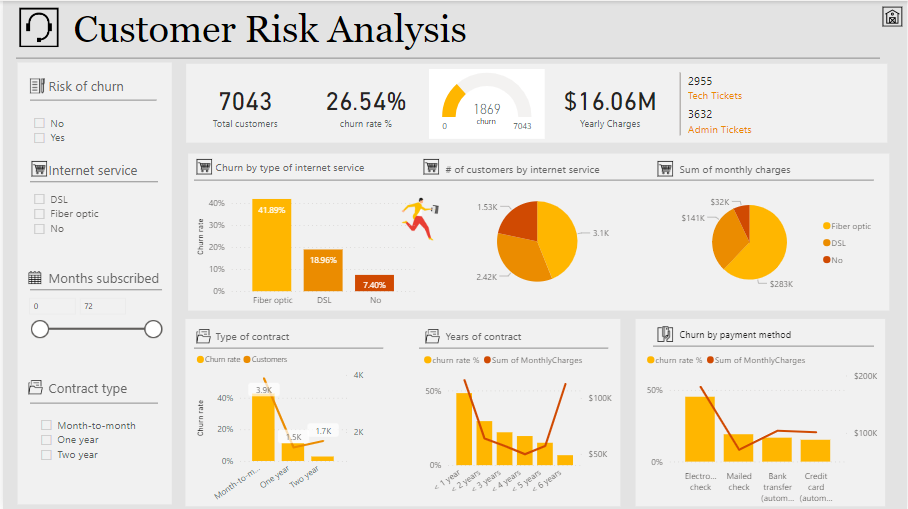 Customer Risk Analysis
Risk of churn
No
Yes
Internet service
DSL
Fiber optic
No
Months subscribed
0
72
Contract type
Month-to-month
One year
Two year
7043
Total customers
26.54%
churn rate %
1869
churn
0
7043
$16.06M
Yearly Charges
2955
Tech Tickets
3632
Admin Tickets
Churn by type of internet service
Churn rate
40%
30%
20%
10%
0%
41.89%
18.96%
7.40%
Fiber optic
DSL
No
# of customers by internet service
1.53K
3.1K
2.42K
Sum of monthly charges
$32K
$141K
$283K
Fiber optic
DSL
No
Type of contract
Churn rate
Customers
Churn rate
40%
20%
0%
3.9K
1.5K
1.7K
4K
2K
Month-to-m...
One year
Two year
Years of contract
churn rate %
Sum of MonthlyCharges
50%
0%
$100K
$50K
< 1 year
< 2 years
< 3 years
< 4 years
< 5 years
< 6 years
Churn by payment method
churn rate %
Sum of MonthlyCharges
50%
0%
$200K
$100K
Electro...
check
Mailed
check
Bank
transfer
(autom...
Credit
card
(autom...